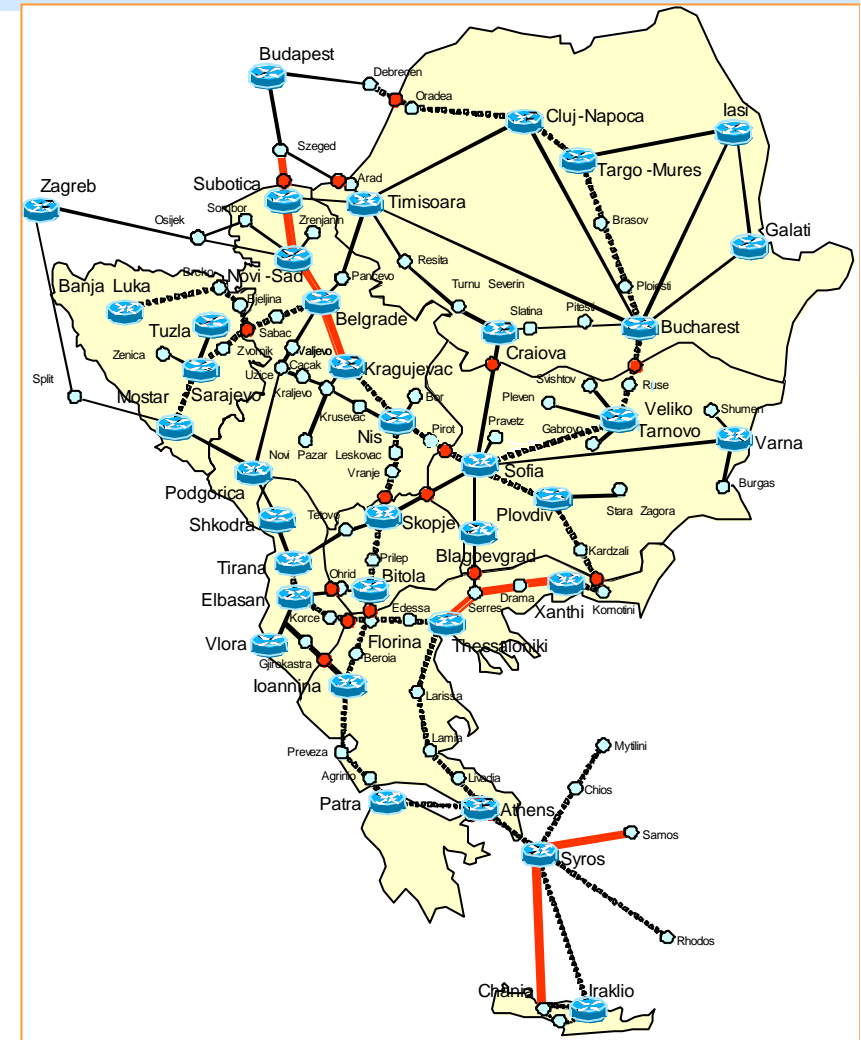 Budapest
Debrecen
Oradea
Cluj-Napoca
Iasi
Szeged
Targo-Mures
Zagreb
Subotica
Arad
Timisoara
Sombor
Zrenjanin
Osijek
Brasov
Galati
Resita
Brcko
Novi-Sad
Pancevo
Turnu Severin
Ploiesti
Banja Luka
Bjeljina
Belgrade
Slatina
Pitesti
Bucharest
Tuzla
Sabac
Craiova
Zenica
Zvornik
Valjevo
Kragujevac
Split
Sarajevo
Uzice
Cacak
Svishtov
Ruse
Mostar
Kraljevo
Bor
Pleven
Veliko
Krusevac
Shumen
Nis
Pirot
Pravetz
Gabrovo
Tarnovo
Varna
Novi
Pazar
Leskovac
Sofia
Vranje
Burgas
Podgorica
Plovdiv
Stara Zagora
Shkodra
Tetovo
Skopje
Blagoevgrad
Kardzali
Tirana
Prilep
Ohrid
Bitola
Drama
Xanthi
Elbasan
Serres
Komotini
Korce
Edessa
Florina
Thessaloniki
Vlora
Beroia
Gjirokastra
Ioannina
Larissa
Lamia
Preveza
Mytilini
Agrinio
Livadia
Chios
Patra
Athens
Samos
Syros
Rhodos
Chania
Iraklio